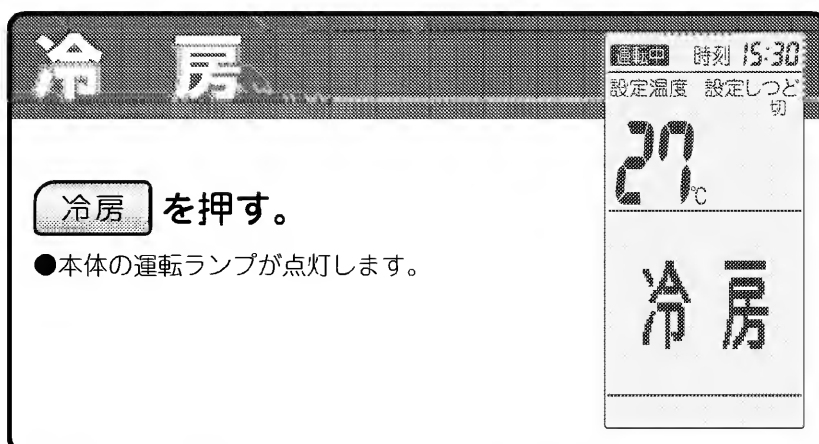 冷房
冷房 を押す。
●本体の運転ランプが点灯します。
運転中 時刻 15:30
設定温度 設定しつど
切
27℃
冷房